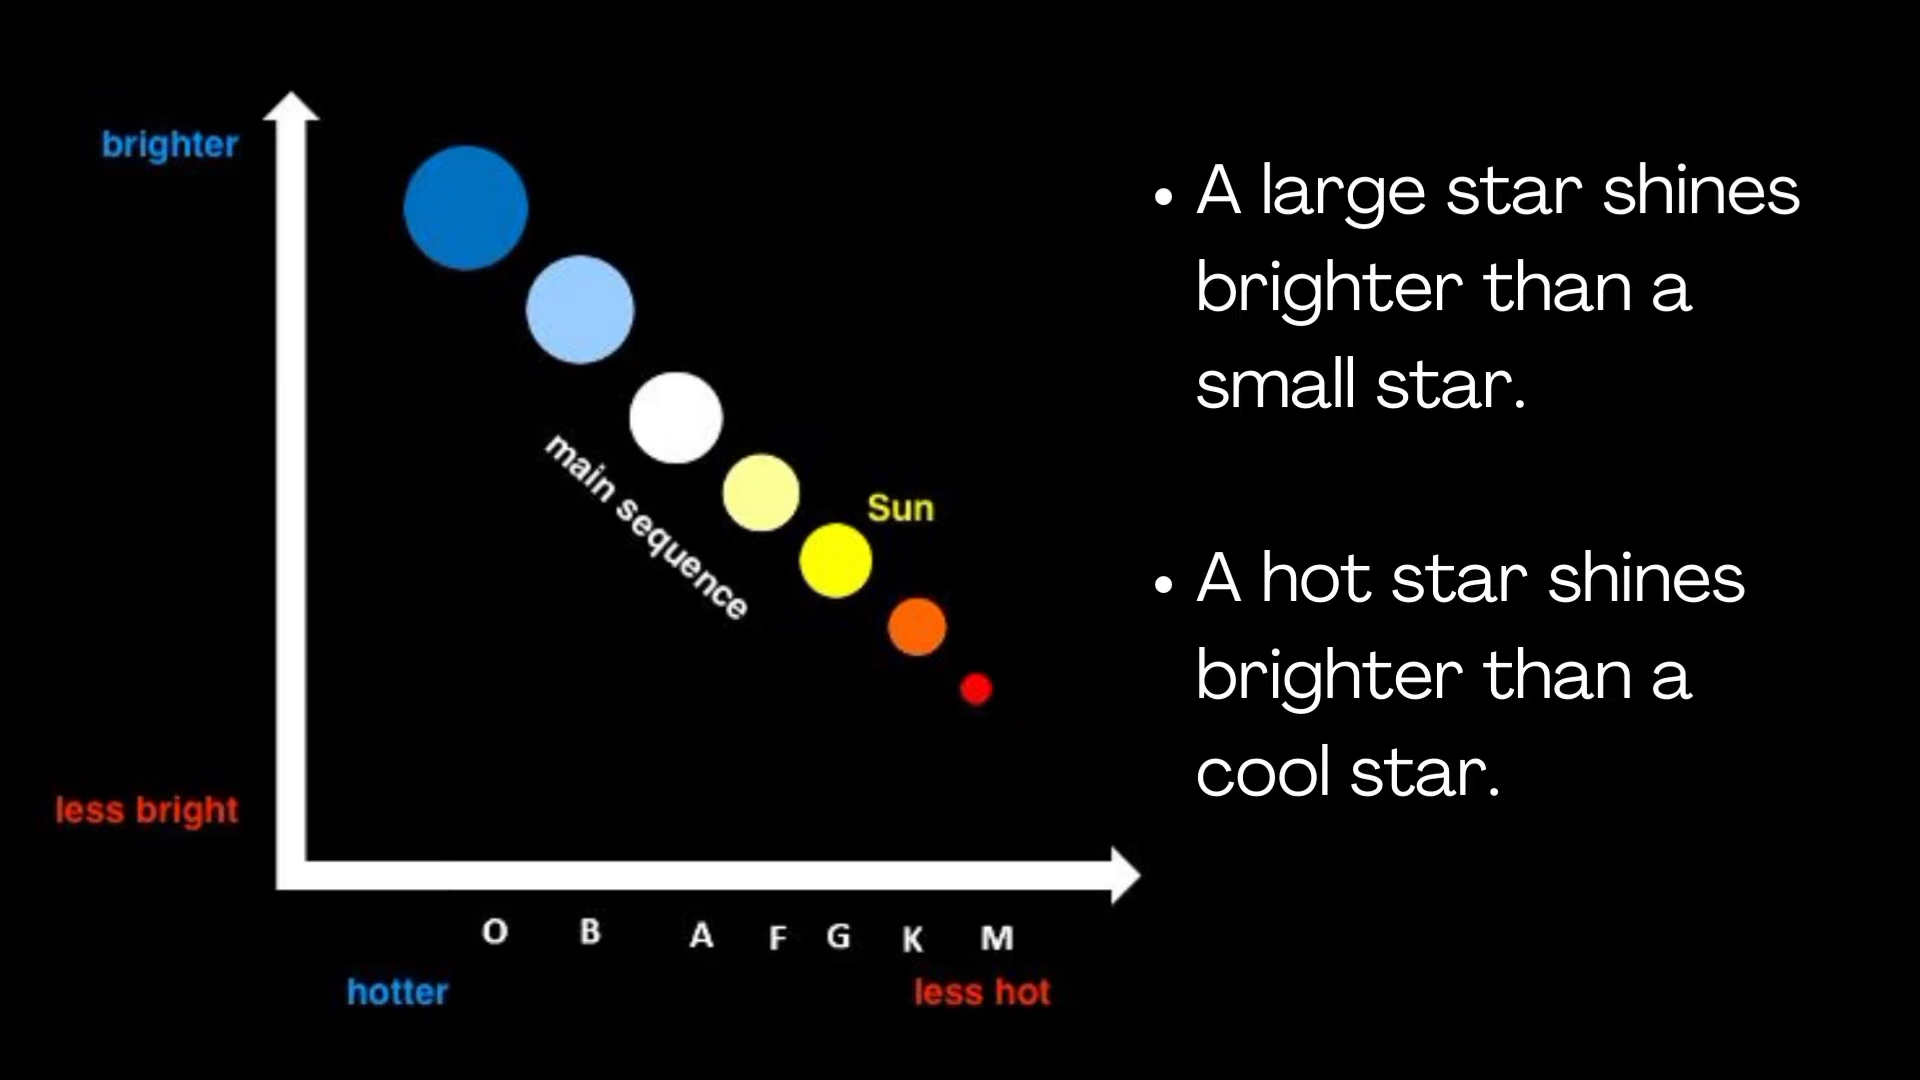 brighter
main sequence
Sun
less bright
O B A F G K M
hotter less hot
• A large star shines
brighter than a
small star.
• A hot star shines
brighter than a
cool star.